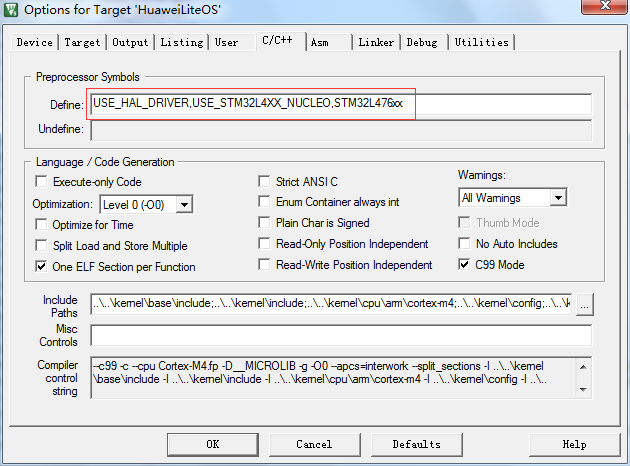 Options for Target 'HuaweiLiteOS'
Device Target Output Listing User C/C++ Asm Linker Debug Utilities
Preprocessor Symbols
Define: USE_HAL_DRIVER,USE_STM32L4XX_NUCLEO,STM32L476xx
Undefine:
Language / Code Generation
Execute-only Code
Strict ANSI C
Warnings:
Optimization: Level 0 (-O0)
Enum Container always int
All Warnings
Optimize for Time
Plain Char is Signed
Thumb Mode
Split Load and Store Multiple
Read-Only Position Independent
No Auto Includes
One ELF Section per Function
Read-Write Position Independent
C99 Mode
Include
Paths
..\..\kernel\base\include;..\..\kernel\include;..\..\kernel\cpu\arm\cortex-m4;..\..\kernel\config;..\..\k
...
Misc
Controls
Compiler
control
string
--c99 -c --cpu Cortex-M4.fp -D__MICROLIB -g -O0 --apcs=interwork --split_sections -I ..\..\kernel
\base\include -I ..\..\kernel\include -I ..\..\kernel\cpu\arm\cortex-m4 -I ..\..\kernel\config -I ..\..
OK Cancel Defaults Help